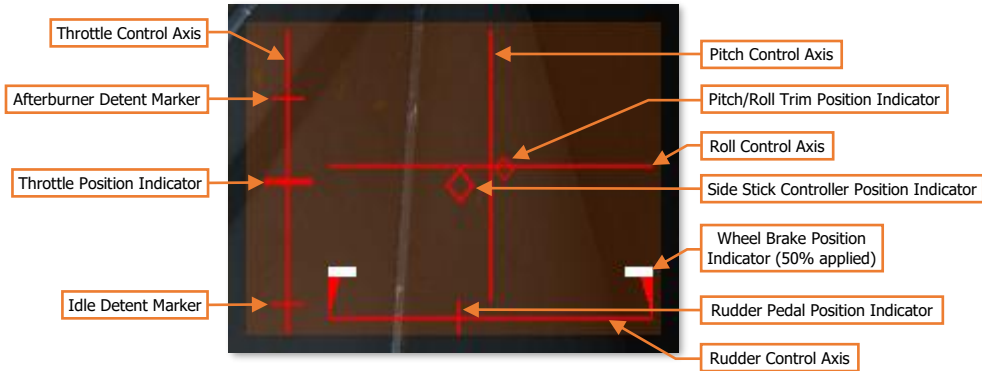 Throttle Control Axis
Afterburner Detent Marker
Throttle Position Indicator
Idle Detent Marker
Pitch Control Axis
Pitch/Roll Trim Position Indicator
Roll Control Axis
Side Stick Controller Position Indicator
Wheel Brake Position
Indicator (50% applied)
Rudder Pedal Position Indicator
Rudder Control Axis